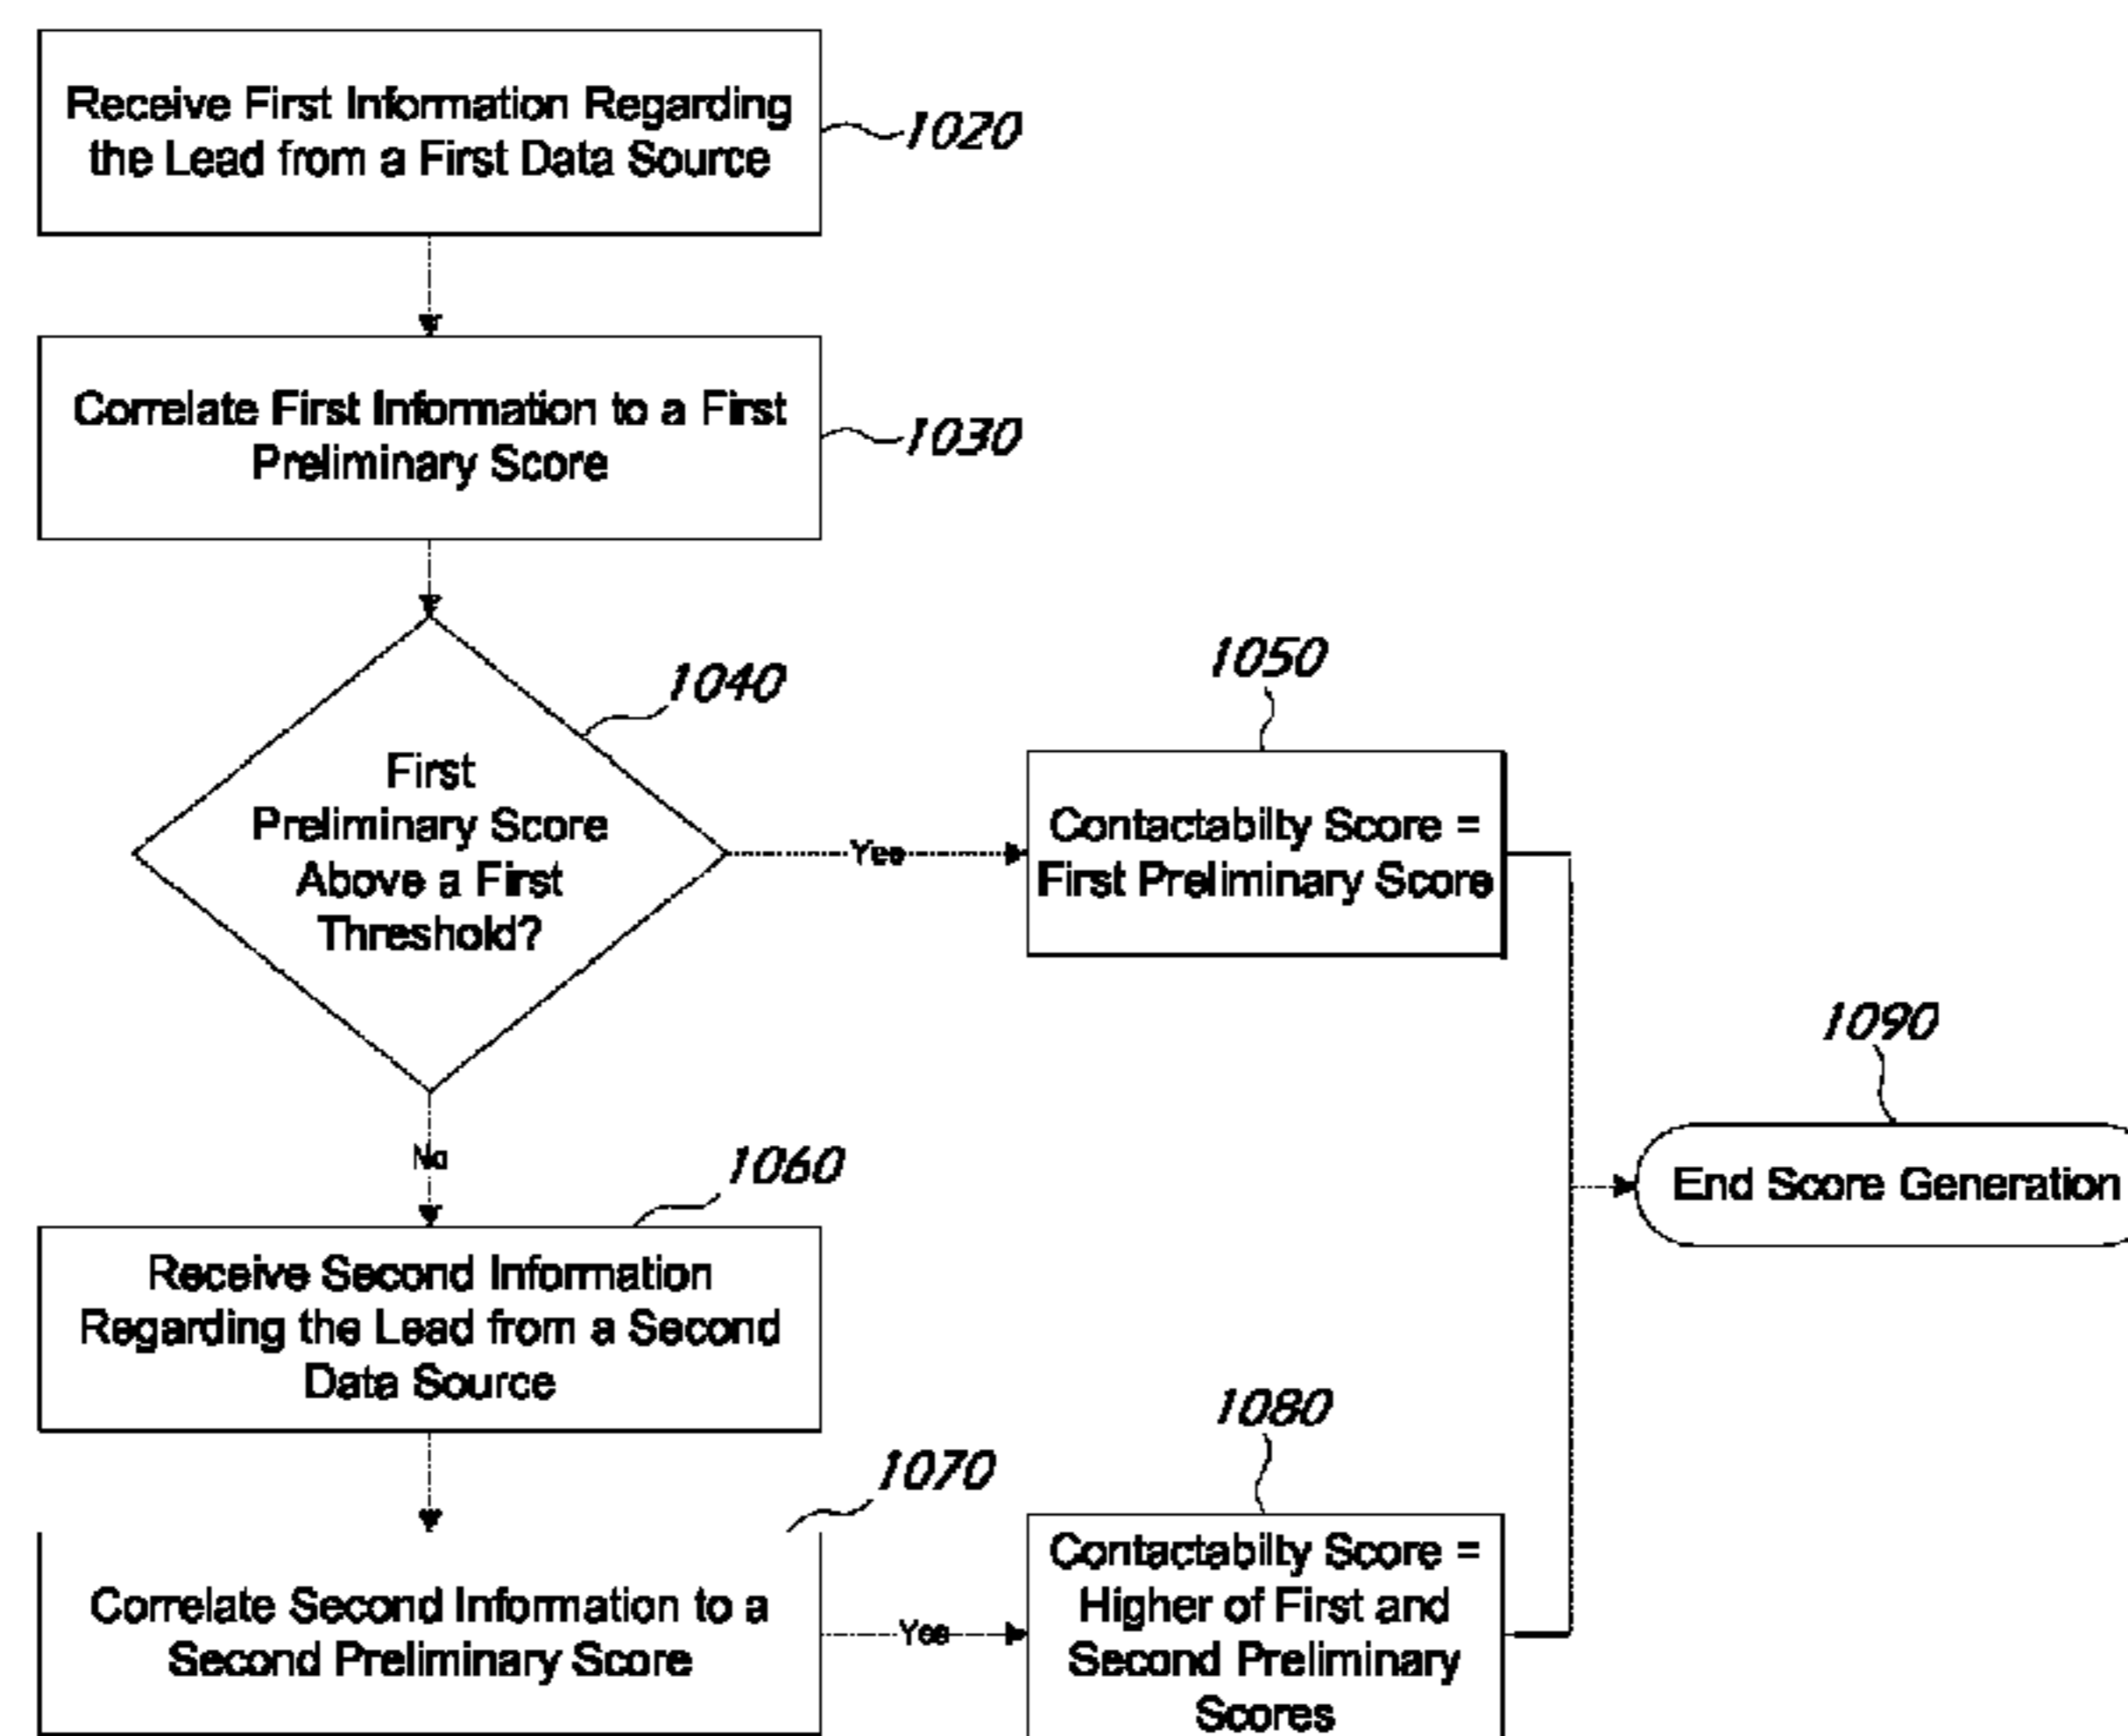 Receive First Information Regarding
the Lead from a First Data Source
1020
Correlate First Information to a First
Preliminary Score
1030
1040
First
Preliminary Score
Above a First
Threshold?
Yes
1050
Contactabilty Score =
First Preliminary Score
1090
End Score Generation
No
1060
Receive Second Information
Regarding the Lead from a Second
Data Source
1070
Correlate Second Information to a
Second Preliminary Score
Yes
1080
Contactabilty Score =
Higher of First and
Second Preliminary
Scores